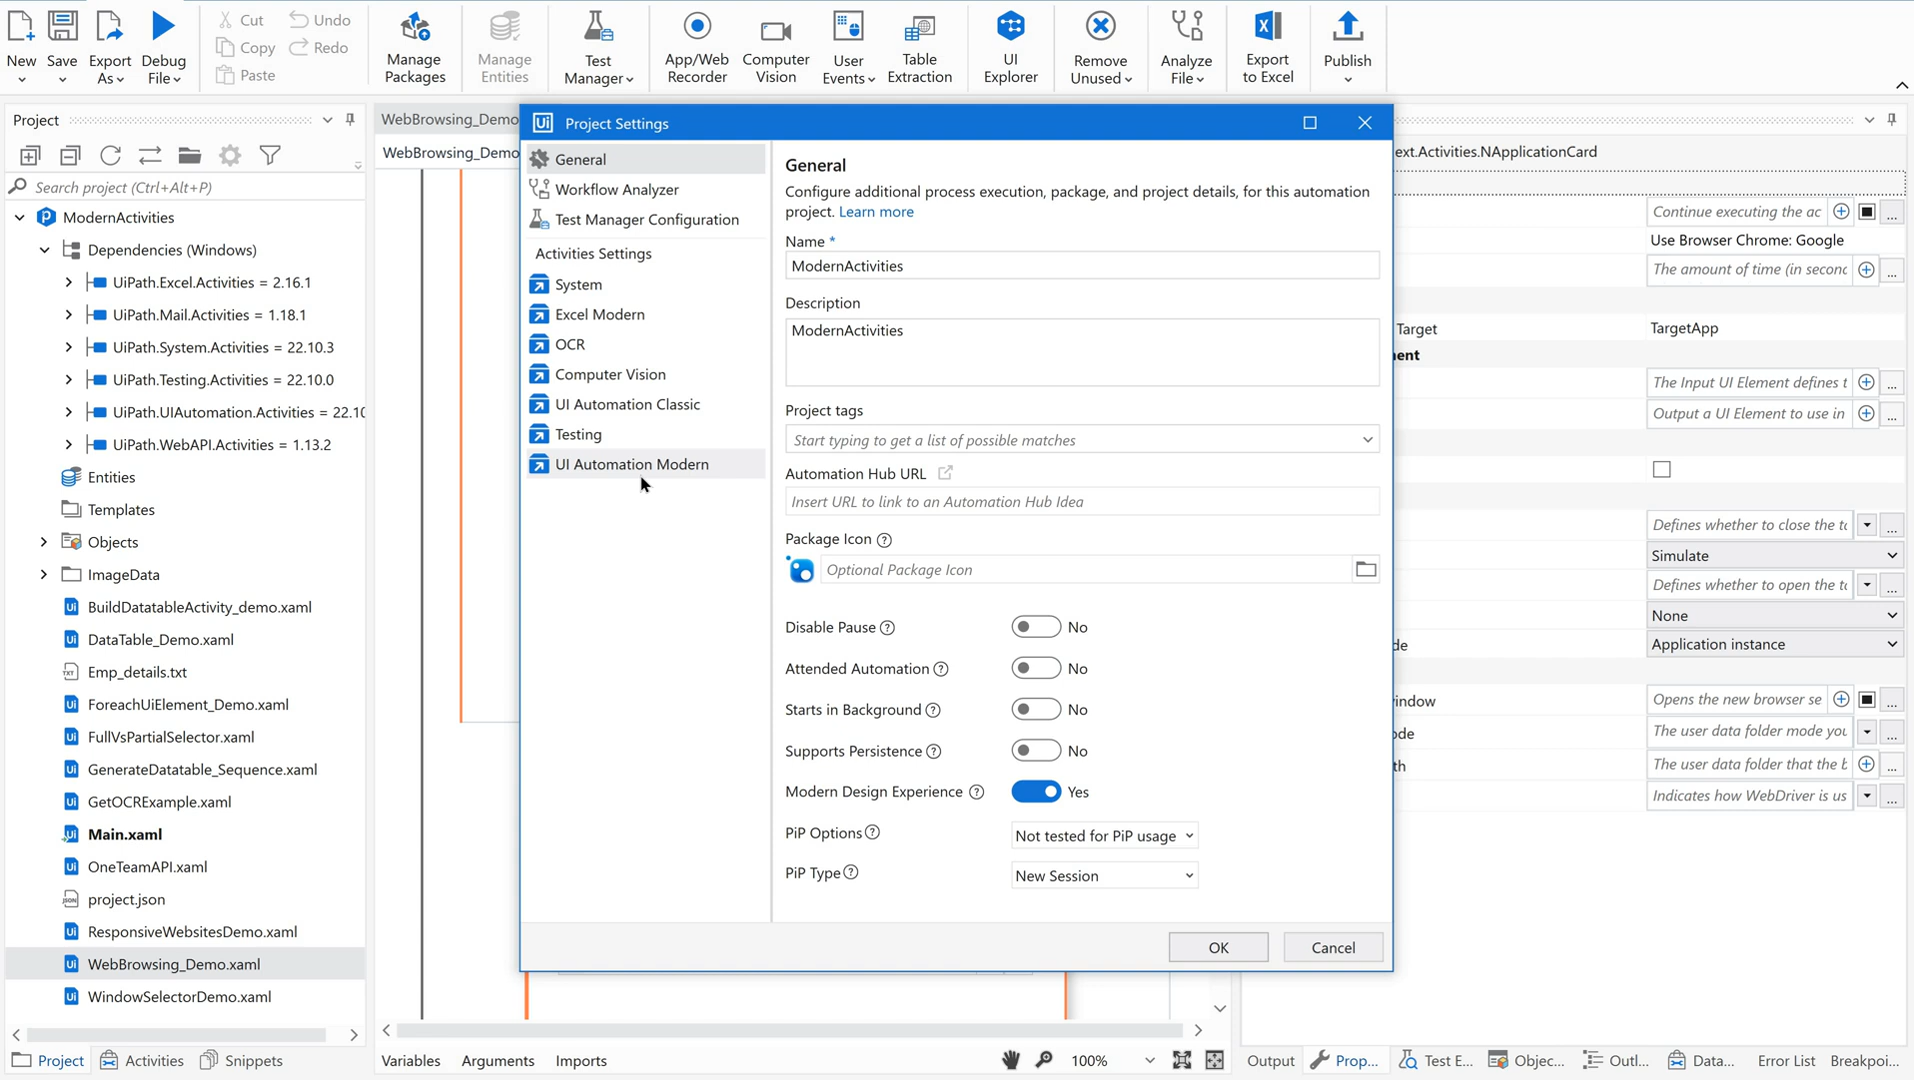 New
Save
Export As
Debug File
Cut
Copy
Paste
Undo
Redo
Manage Packages
Manage Entities
Test Manager
App/Web Recorder
Computer Vision
User Events
Table Extraction
UI Explorer
Remove Unused
Analyze File
Export to Excel
Publish
Project
Search project (Ctrl+Alt+P)
ModernActivities
Dependencies (Windows)
UiPath.Excel.Activities = 2.16.1
UiPath.Mail.Activities = 1.18.1
UiPath.System.Activities = 22.10.3
UiPath.Testing.Activities = 22.10.0
UiPath.UIAutomation.Activities = 22.10
UiPath.WebAPI.Activities = 1.13.2
Entities
Templates
Objects
ImageData
BuildDatatableActivity_demo.xaml
DataTable_Demo.xaml
Emp_details.txt
ForeachUiElement_Demo.xaml
FullVsPartialSelector.xaml
GenerateDatatable_Sequence.xaml
GetOCRExample.xaml
Main.xaml
OneTeamAPI.xaml
project.json
ResponsiveWebsitesDemo.xaml
WebBrowsing_Demo.xaml
WindowSelectorDemo.xaml
Project
Activities
Snippets
WebBrowsing_Demo
WebBrowsing_Demo
Project Settings
General
Workflow Analyzer
Test Manager Configuration
Activities Settings
System
Excel Modern
OCR
Computer Vision
UI Automation Classic
Testing
UI Automation Modern
General
Configure additional process execution, package, and project details, for this automation
project. Learn more
Name *
ModernActivities
Description
ModernActivities
Project tags
Start typing to get a list of possible matches
Automation Hub URL
Insert URL to link to an Automation Hub Idea
Package Icon
Optional Package Icon
Disable Pause No
Attended Automation No
Starts in Background No
Supports Persistence No
Modern Design Experience Yes
PiP Options Not tested for PiP usage
PiP Type New Session
OK
Cancel
ext.Activities.NApplicationCard
Continue executing the ac
Use Browser Chrome: Google
The amount of time (in seconc
Target TargetApp
ent
The Input UI Element defines t
Output a UI Element to use in
Defines whether to close the tc
Simulate
Defines whether to open the tc
None
de Application instance
indow Opens the new browser se
ode The user data folder mode you
th The user data folder that the b
Indicates how WebDriver is us
Variables
Arguments
Imports
100%
Output
Prop...
Test E...
Objec...
Outl...
Data...
Error List
Breakpoi...